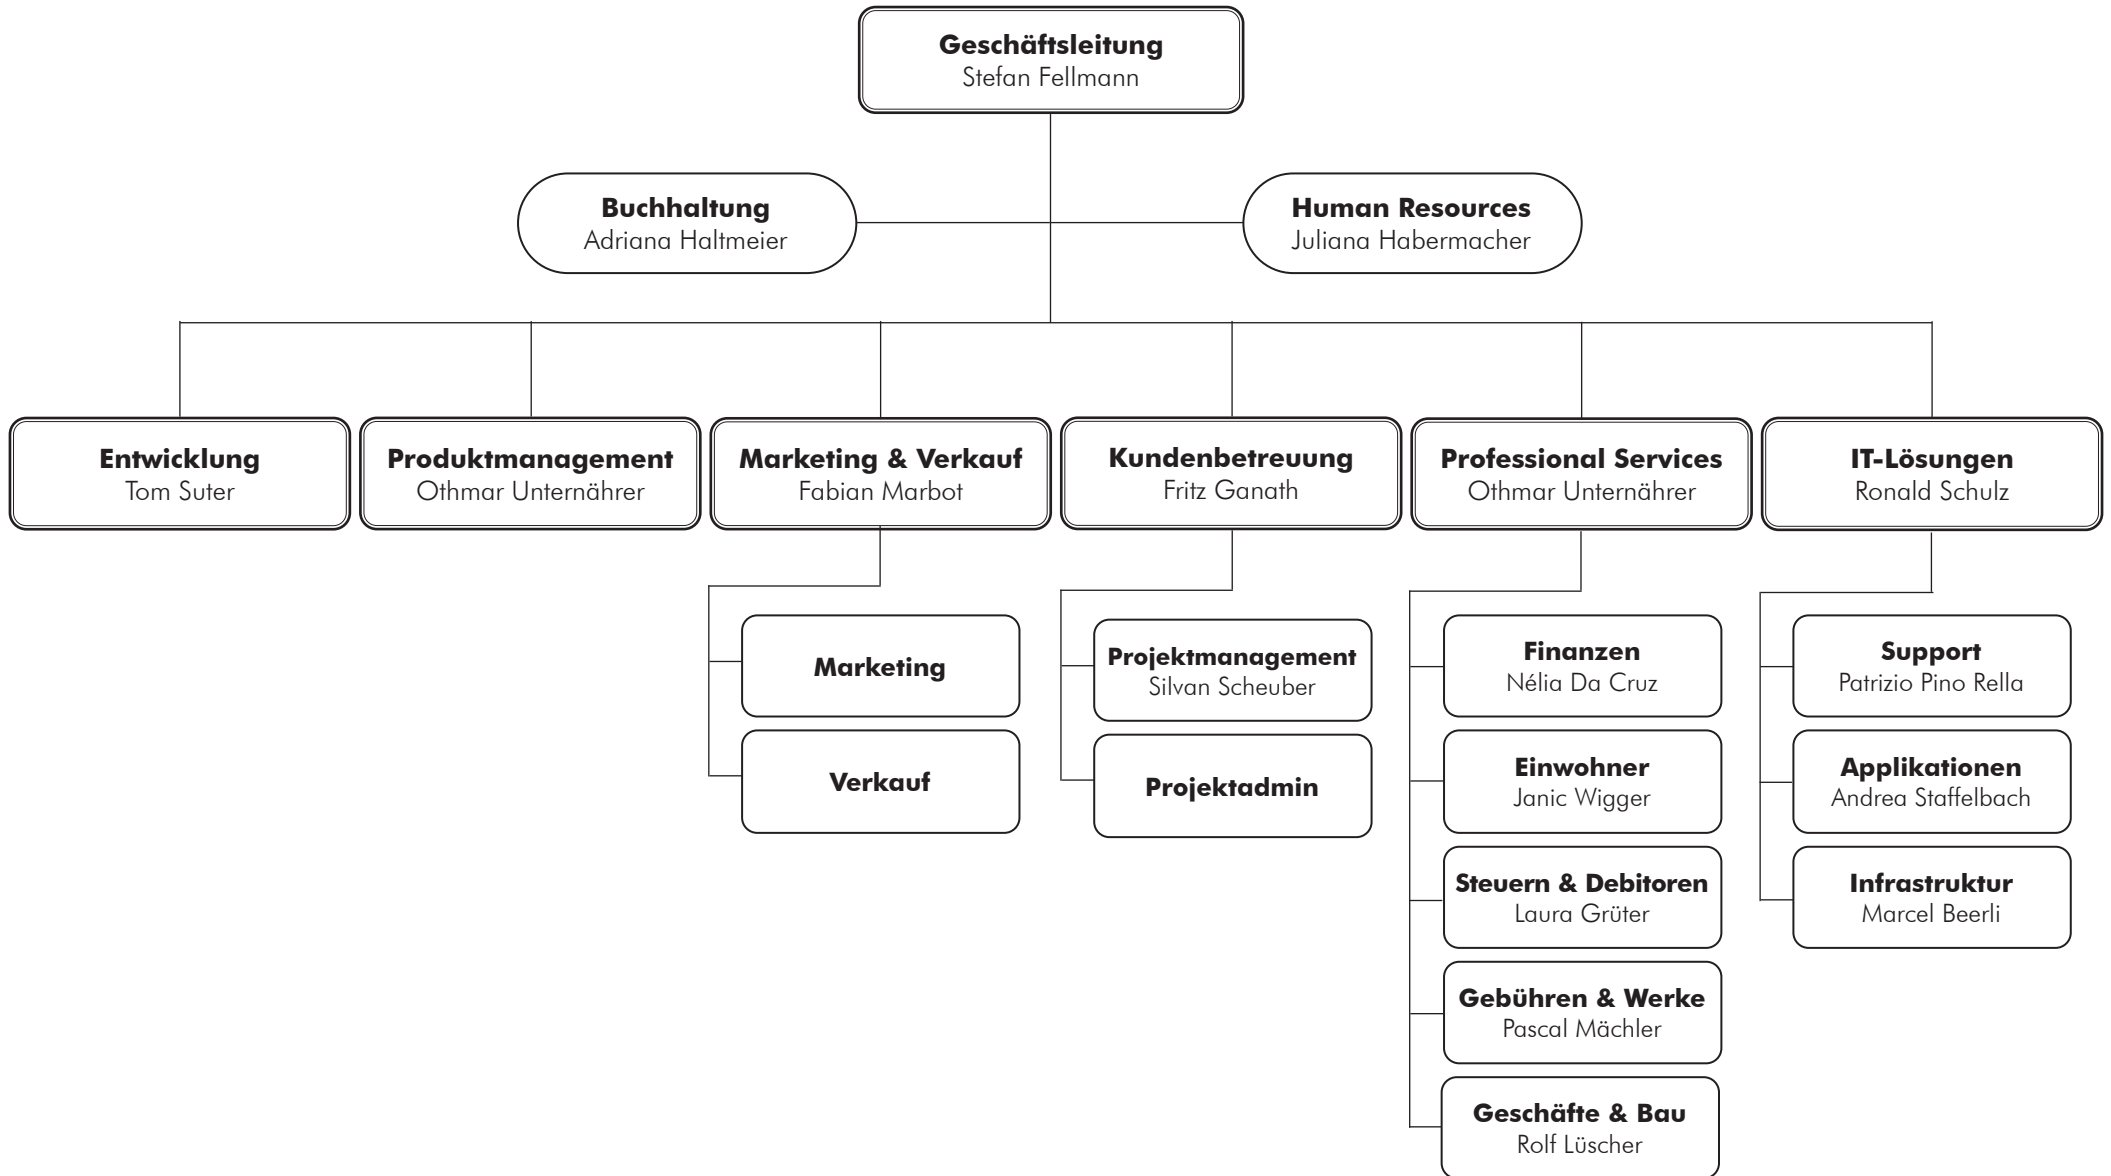 Geschäftsleitung
Stefan Fellmann
Buchhaltung
Adriana Haltmeier
Human Resources
Juliana Habermacher
Entwicklung
Tom Suter
Produktmanagement
Othmar Unternährer
Marketing & Verkauf
Fabian Marbot
Kundenbetreuung
Fritz Ganath
Professional Services
Othmar Unternährer
IT-Lösungen
Ronald Schulz
Marketing
Verkauf
Projektmanagement
Silvan Scheuber
Projektadmin
Finanzen
Nélia Da Cruz
Einwohner
Janic Wigger
Steuern & Debitoren
Laura Grüter
Gebühren & Werke
Pascal Mächler
Geschäfte & Bau
Rolf Lüscher
Support
Patrizio Pino Rella
Applikationen
Andrea Staffelbach
Infrastruktur
Marcel Beerli